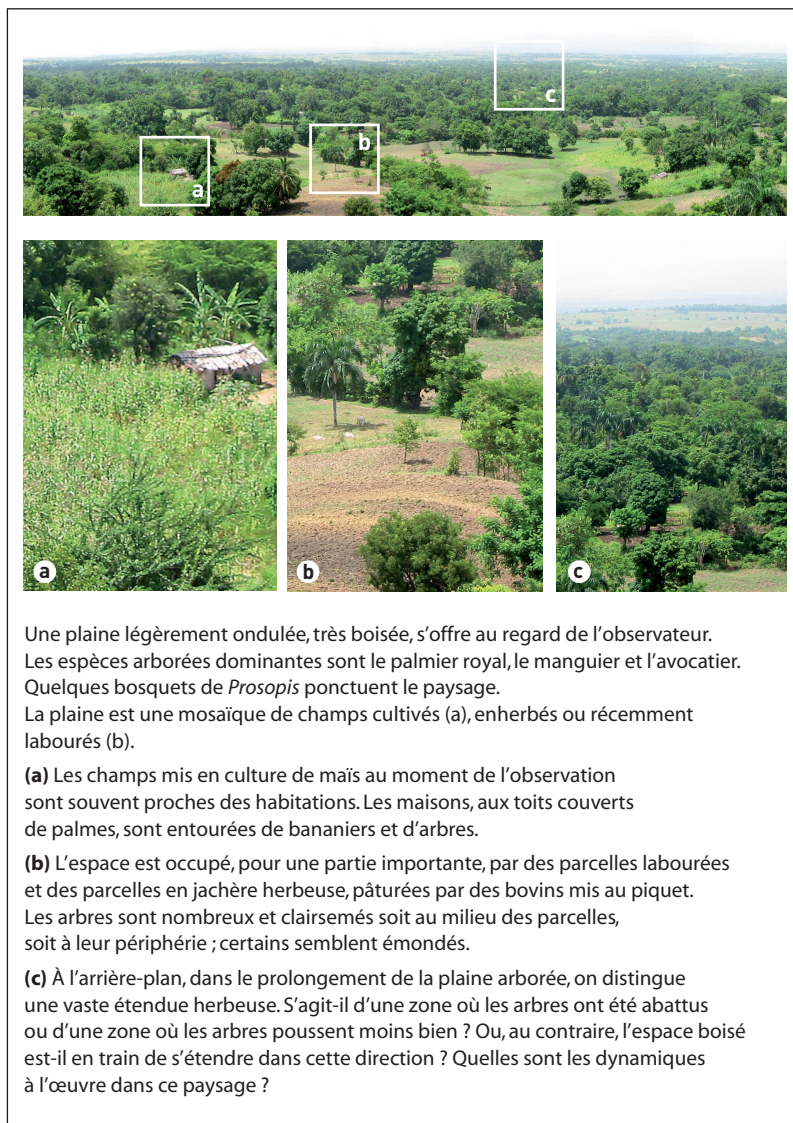 a
b
c
a
b
c
Une plaine légèrement ondulée, très boisée, s’offre au regard de l’observateur.
Les espèces arborées dominantes sont le palmier royal, le manguier et l’avocatier.
Quelques bosquets de Prosopis ponctuent le paysage.
La plaine est une mosaïque de champs cultivés (a), enherbés ou récemment
labourés (b).
(a) Les champs mis en culture de maïs au moment de l’observation
sont souvent proches des habitations. Les maisons, aux toits couverts
de palmes, sont entourées de bananiers et d’arbres.
(b) L’espace est occupé, pour une partie importante, par des parcelles labourées
et des parcelles en jachère herbeuse, pâturées par des bovins mis au piquet.
Les arbres sont nombreux et clairsemés soit au milieu des parcelles,
soit à leur périphérie ; certains semblent émondés.
(c) À l’arrière-plan, dans le prolongement de la plaine arborée, on distingue
une vaste étendue herbeuse. S’agit-il d’une zone où les arbres ont été abattus
ou d’une zone où les arbres poussent moins bien ? Ou, au contraire, l’espace boisé
est-il en train de s’étendre dans cette direction ? Quelles sont les dynamiques
à l’œuvre dans ce paysage ?